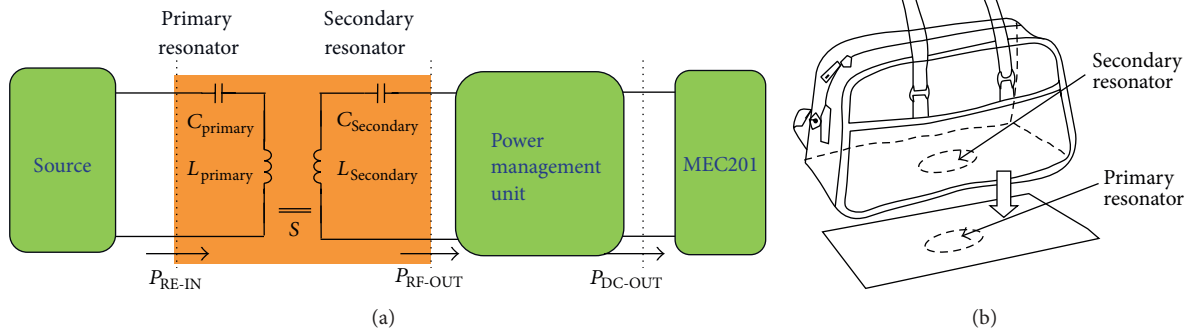 Primary
resonator
Secondary
resonator
Source
C_primary
L_primary
S
C_Secondary
L_Secondary
Power
management
unit
MEC201
P_RE-IN
P_RF-OUT
P_DC-OUT
(a)
Secondary
resonator
Primary
resonator
(b)